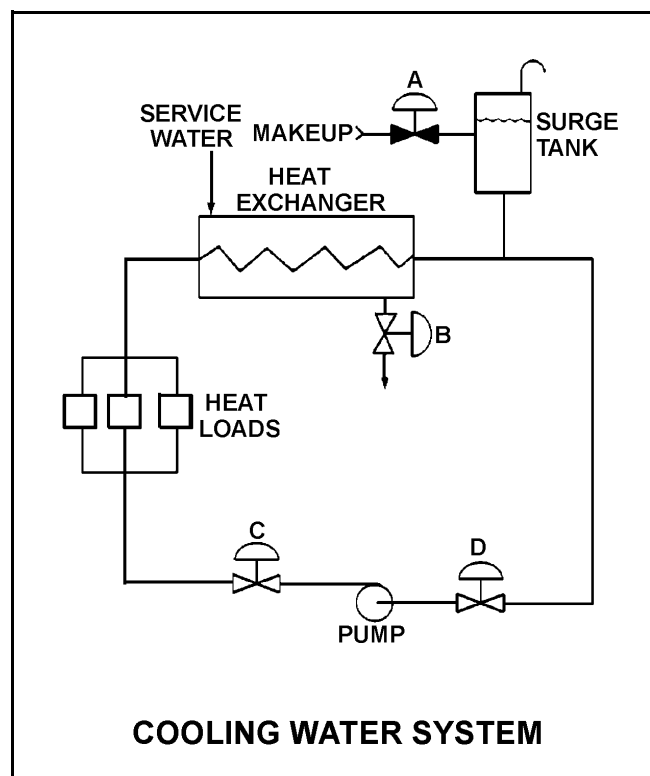 A
SERVICE
WATER
MAKEUP
SURGE
TANK
HEAT
EXCHANGER
B
HEAT
LOADS
C
D
PUMP
COOLING WATER SYSTEM